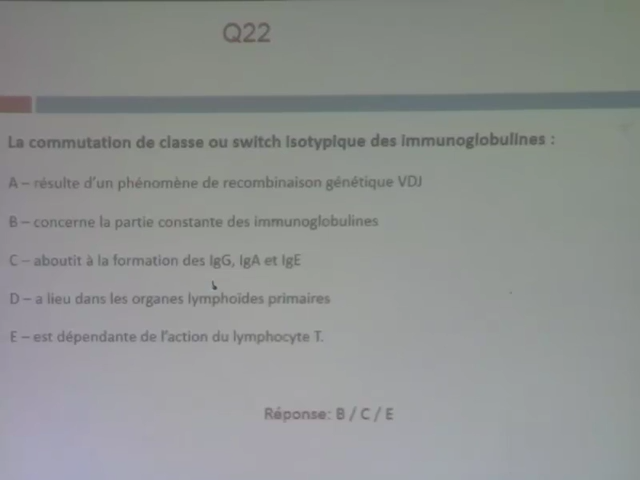 Q22
La commutation de classe ou switch isotypique des immunoglobulines :
A – résulte d'un phénomène de recombinaison génétique VDJ
B – concerne la partie constante des immunoglobulines
C – aboutit à la formation des IgG, IgA et IgE
D – a lieu dans les organes lymphoïdes primaires
E – est dépendante de l'action du lymphocyte T.
Réponse: B / C / E